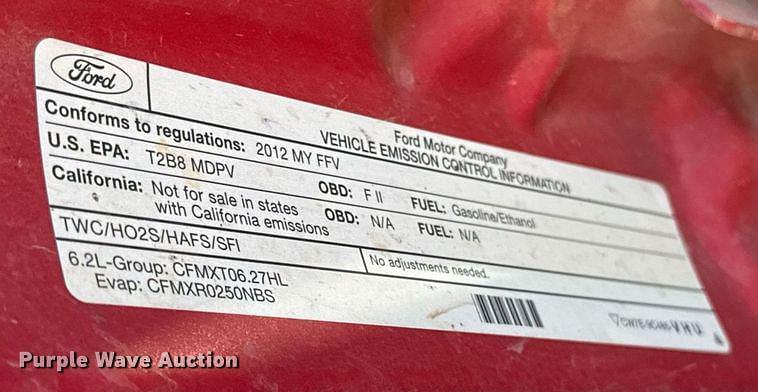 Ford
Ford Motor Company
VEHICLE EMISSION CONTROL INFORMATION
Conforms to regulations: 2012 MY FFV
U.S. EPA: T2B8 MDPV OBD: F II FUEL: Gasoline/Ethanol
California: Not for sale in states with California emissions OBD: N/A FUEL: N/A
TWC/HO2S/HAFS/SFI
No adjustments needed.
6.2L-Group: CFMXT06.27HL
Evap: CFMXR0250NBS
Purple Wave Auction